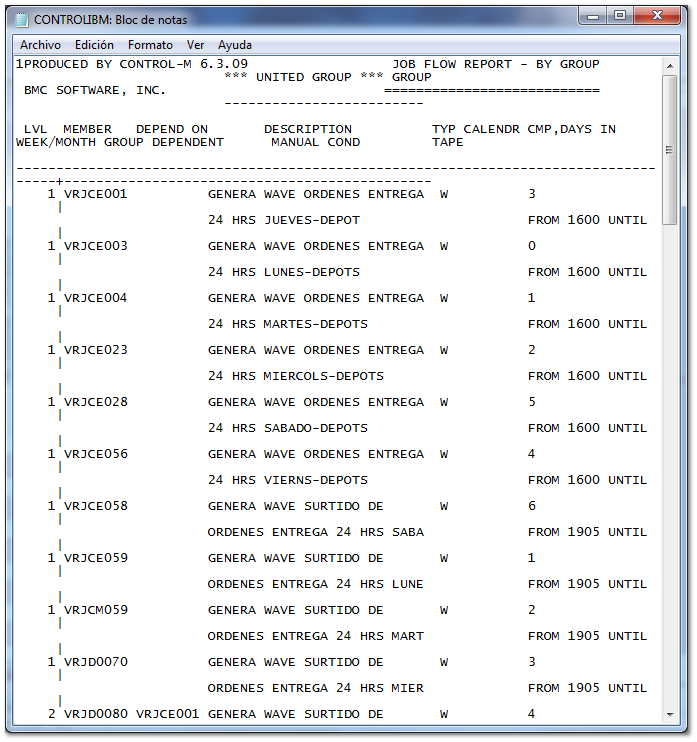 CONTROLIBM: Bloc de notas
Archivo Edición Formato Ver Ayuda
1PRODUCED BY CONTROL-M 6.3.09 JOB FLOW REPORT - BY GROUP
*** UNITED GROUP *** GROUP
BMC SOFTWARE, INC. ===========================
-------------------------
LVL MEMBER DEPEND ON DESCRIPTION TYP CALENDR CMP,DAYS IN
WEEK/MONTH GROUP DEPENDENT MANUAL COND TAPE
--------------------------------------------------------------------------------
-----+----------------------------------------------
1 VRJCE001 GENERA WAVE ORDENES ENTREGA W 3
|
24 HRS JUEVES-DEPOT FROM 1600 UNTIL
|
1 VRJCE003 GENERA WAVE ORDENES ENTREGA W 0
|
24 HRS LUNES-DEPOTS FROM 1600 UNTIL
|
1 VRJCE004 GENERA WAVE ORDENES ENTREGA W 1
|
24 HRS MARTES-DEPOTS FROM 1600 UNTIL
|
1 VRJCE023 GENERA WAVE ORDENES ENTREGA W 2
|
24 HRS MIERCOLS-DEPOTS FROM 1600 UNTIL
|
1 VRJCE028 GENERA WAVE ORDENES ENTREGA W 5
|
24 HRS SABADO-DEPOTS FROM 1600 UNTIL
|
1 VRJCE056 GENERA WAVE ORDENES ENTREGA W 4
|
24 HRS VIERNS-DEPOTS FROM 1600 UNTIL
|
1 VRJCE058 GENERA WAVE SURTIDO DE W 6
|
ORDENES ENTREGA 24 HRS SABA FROM 1905 UNTIL
|
1 VRJCE059 GENERA WAVE SURTIDO DE W 1
|
ORDENES ENTREGA 24 HRS LUNE FROM 1905 UNTIL
|
1 VRJCM059 GENERA WAVE SURTIDO DE W 2
|
ORDENES ENTREGA 24 HRS MART FROM 1905 UNTIL
|
1 VRJD0070 GENERA WAVE SURTIDO DE W 3
|
ORDENES ENTREGA 24 HRS MIER FROM 1905 UNTIL
|
2 VRJD0080 VRJCE001 GENERA WAVE SURTIDO DE W 4